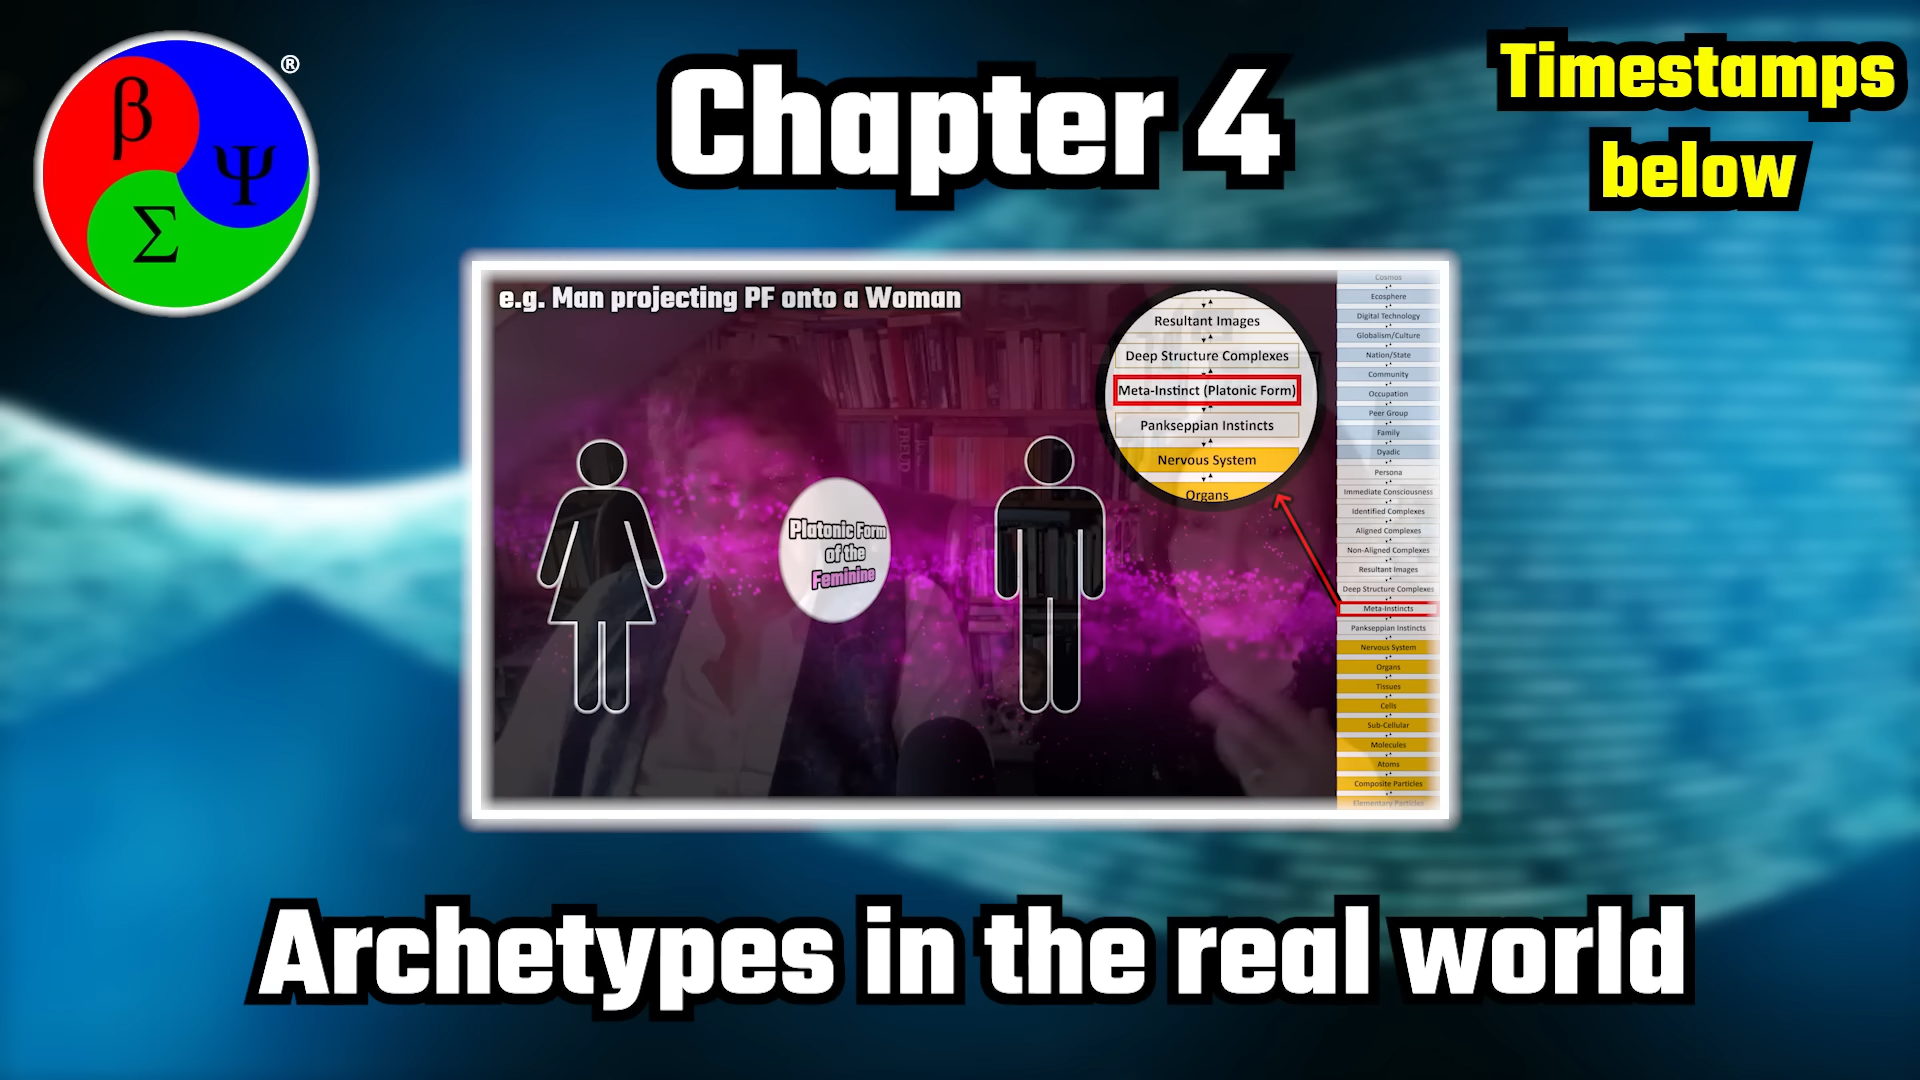 β
Ψ
Σ
®
Chapter 4
Timestamps
below
e.g. Man projecting PF onto a Woman
Platonic Form
of the
Feminine
Resultant Images
Deep Structure Complexes
Meta-Instinct (Platonic Form)
Pankseppian Instincts
Nervous System
Organs
Cosmos
Ecosphere
Digital Technology
Globalism/Culture
Nation/State
Community
Occupation
Peer Group
Family
Dyadic
Persona
Immediate Consciousness
Identified Complexes
Aligned Complexes
Non-Aligned Complexes
Resultant Images
Deep Structure Complexes
Meta-Instincts
Pankseppian Instincts
Nervous System
Organs
Tissues
Cells
Sub-Cellular
Molecules
Atoms
Composite Particles
Elementary Particles
Archetypes in the real world